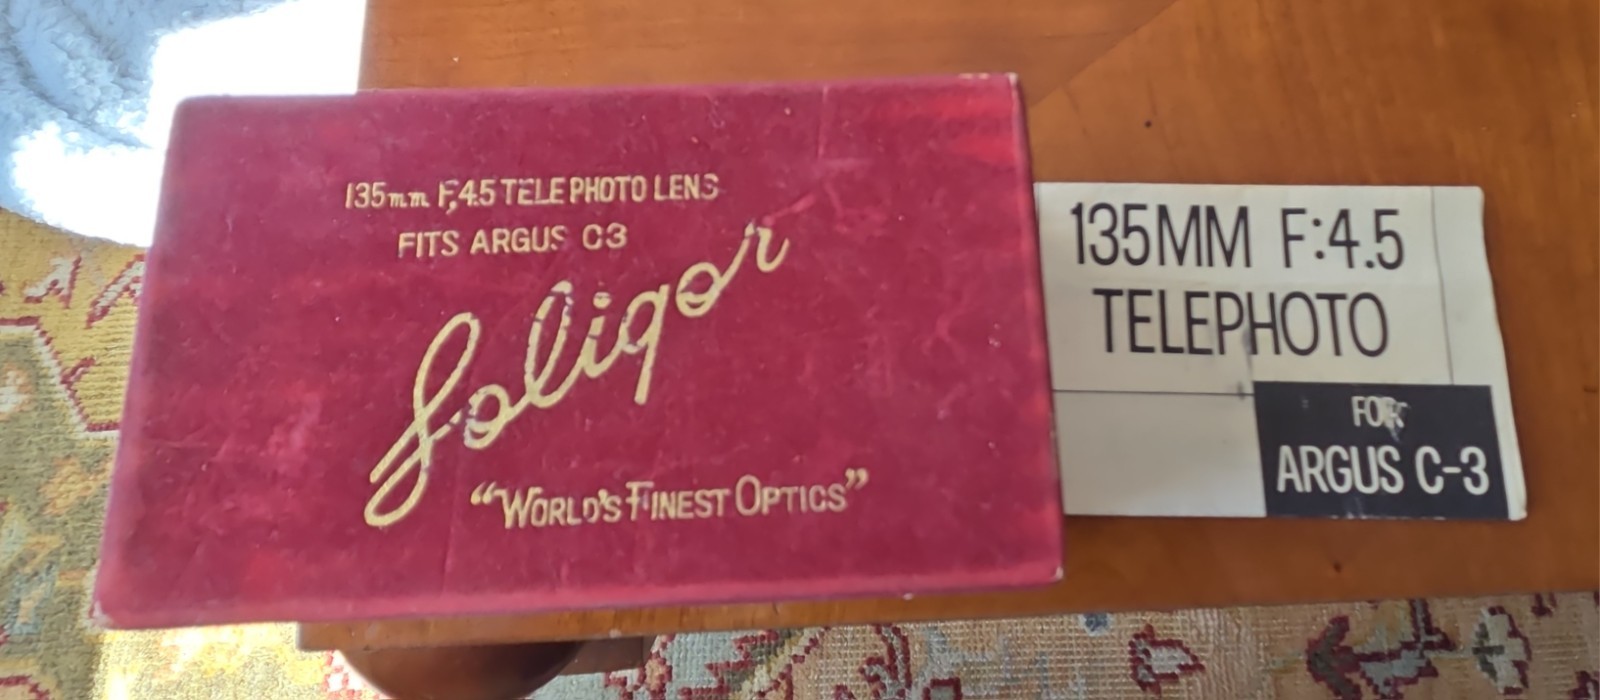 135mm F,4.5 TELEPHOTO LENS
FITS ARGUS C3
Soligor
“WORLD'S FINEST OPTICS”
135MM F:4.5
TELEPHOTO
FOR
ARGUS C-3